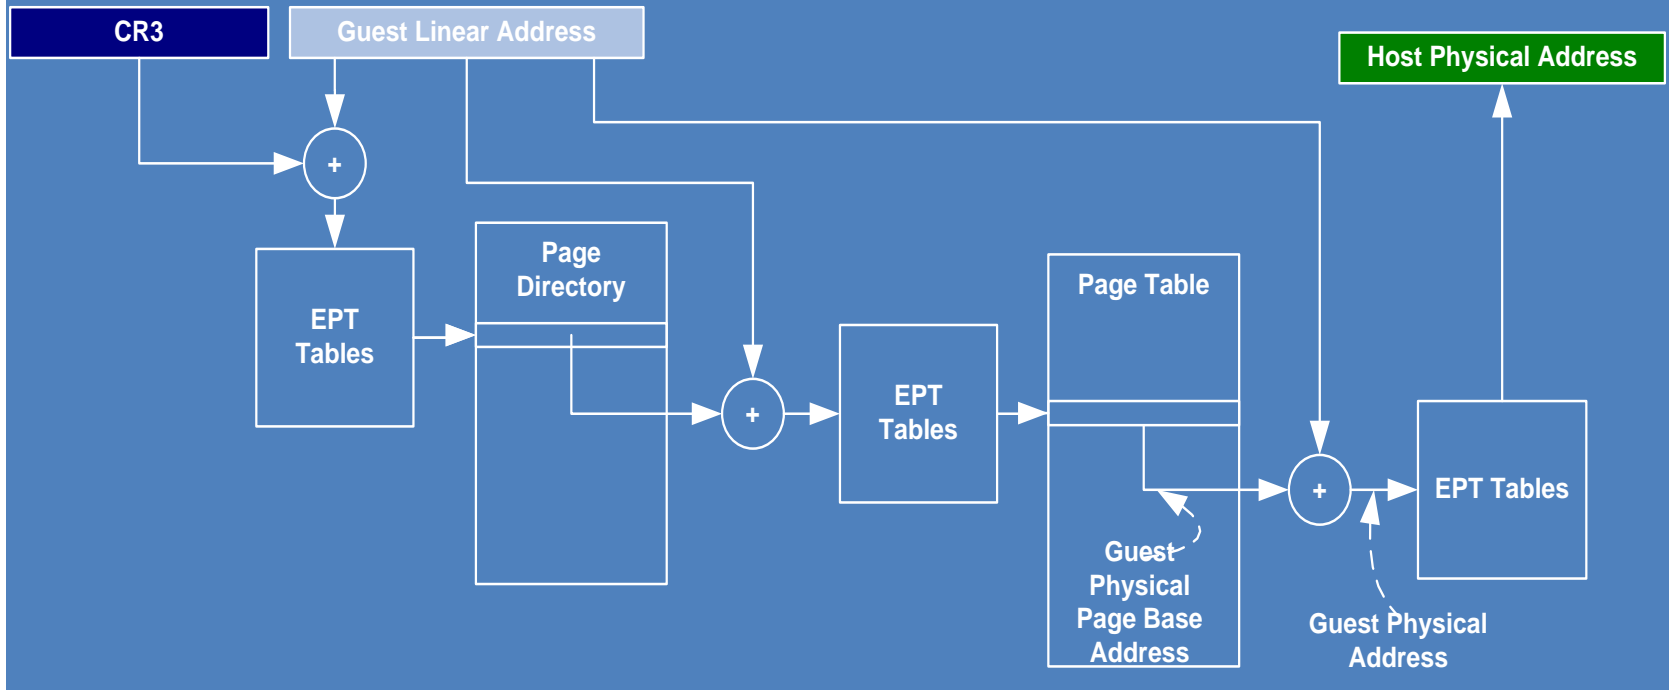 CR3
Guest Linear Address
Host Physical Address
+
EPT
Tables
Page
Directory
+
EPT
Tables
Page Table
Guest
Physical
Page Base
Address
+
EPT Tables
Guest Physical
Address